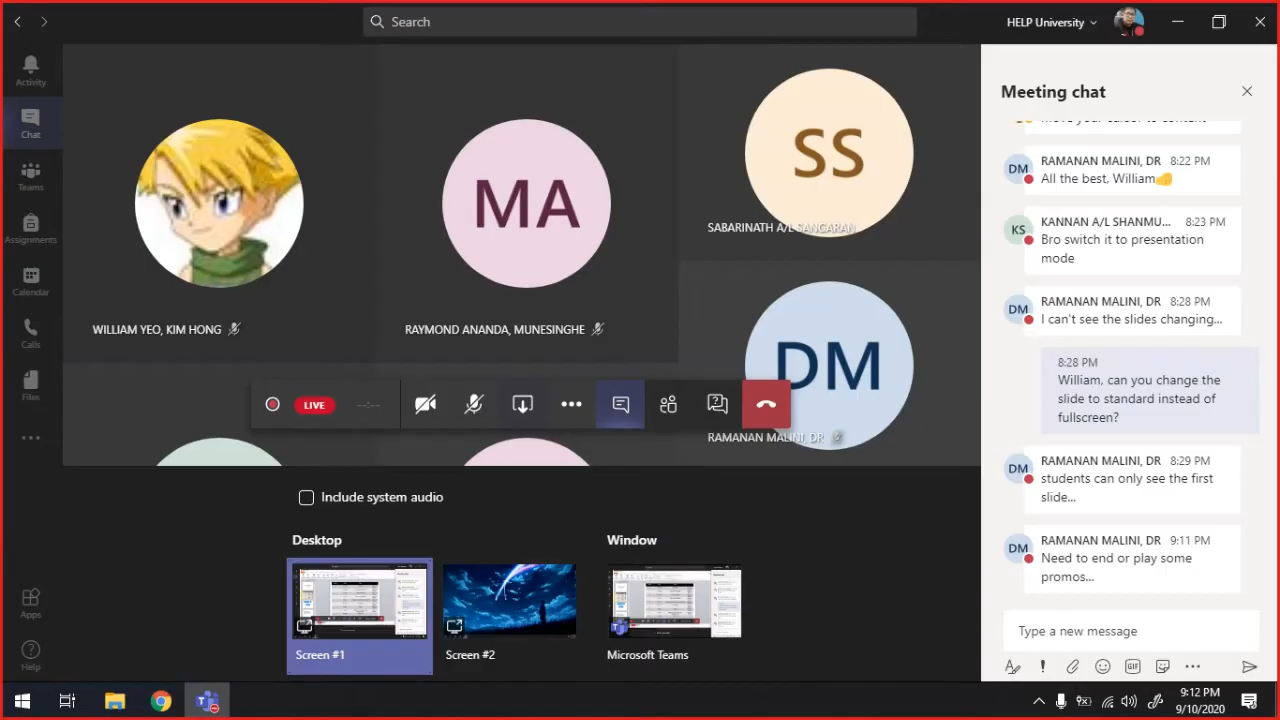 Search
HELP University
Activity
Chat
Teams
Assignments
Calendar
Calls
Files
Apps
Help
WILLIAM YEO, KIM HONG
MA
RAYMOND ANANDA, MUNESINGHE
SS
SABARINATH A/L SANGARAN
DM
RAMANAN MALINI, DR
LIVE
--:--
Include system audio
Desktop
Window
Screen #1
Screen #2
Microsoft Teams
Meeting chat
DM
RAMANAN MALINI, DR 8:22 PM
All the best, William
KS
KANNAN A/L SHANMU... 8:23 PM
Bro switch it to presentation
mode
DM
RAMANAN MALINI, DR 8:28 PM
I can't see the slides changing...
8:28 PM
William, can you change the
slide to standard instead of
fullscreen?
DM
RAMANAN MALINI, DR 8:29 PM
students can only see the first
slide...
DM
RAMANAN MALINI, DR 9:11 PM
Need to end or play some
promos...
Type a new message
GIF
9:12 PM
9/10/2020